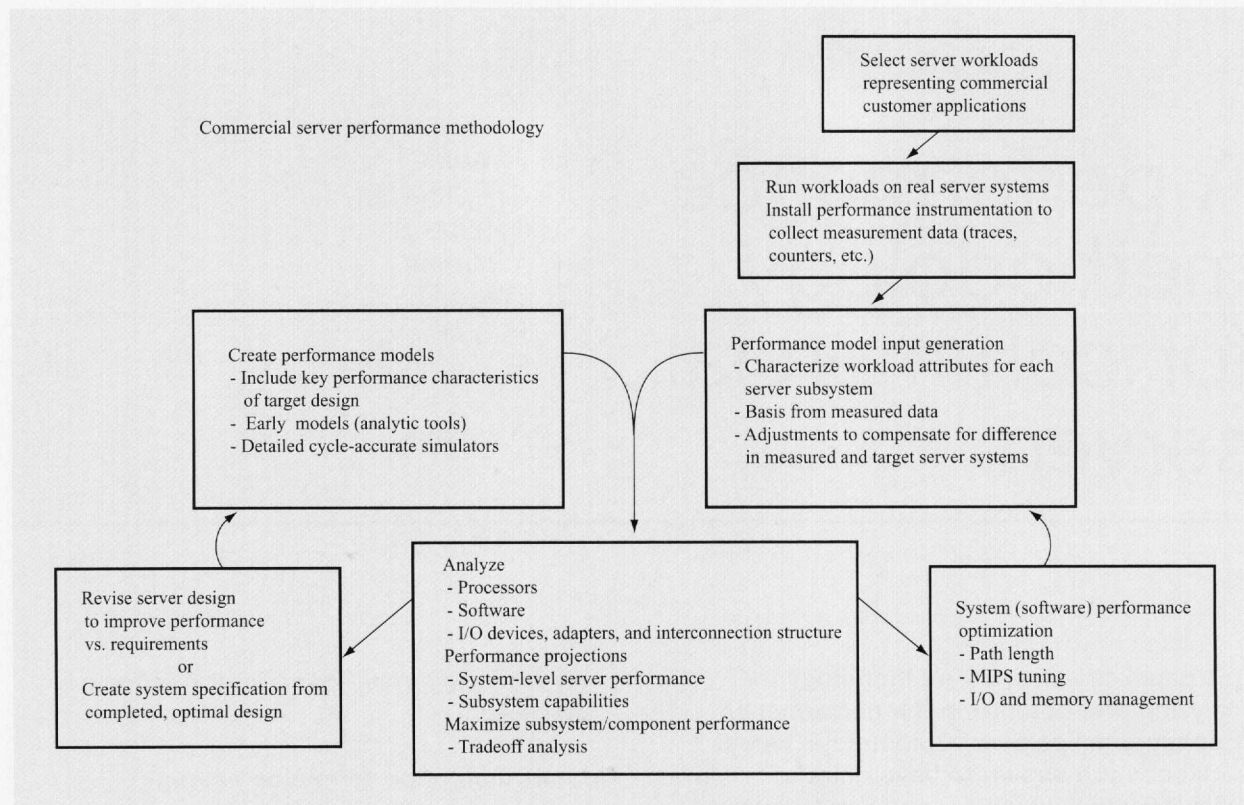 Select server workloads
representing commercial
customer applications
Commercial server performance methodology
Run workloads on real server systems
Install performance instrumentation to
collect measurement data (traces,
counters, etc.)
Create performance models
- Include key performance characteristics
of target design
- Early models (analytic tools)
- Detailed cycle-accurate simulators
Performance model input generation
- Characterize workload attributes for each
server subsystem
- Basis from measured data
- Adjustments to compensate for difference
in measured and target server systems
Revise server design
to improve performance
vs. requirements
or
Create system specification from
completed, optimal design
Analyze
- Processors
- Software
- I/O devices, adapters, and interconnection structure
Performance projections
- System-level server performance
- Subsystem capabilities
Maximize subsystem/component performance
- Tradeoff analysis
System (software) performance
optimization
- Path length
- MIPS tuning
- I/O and memory management